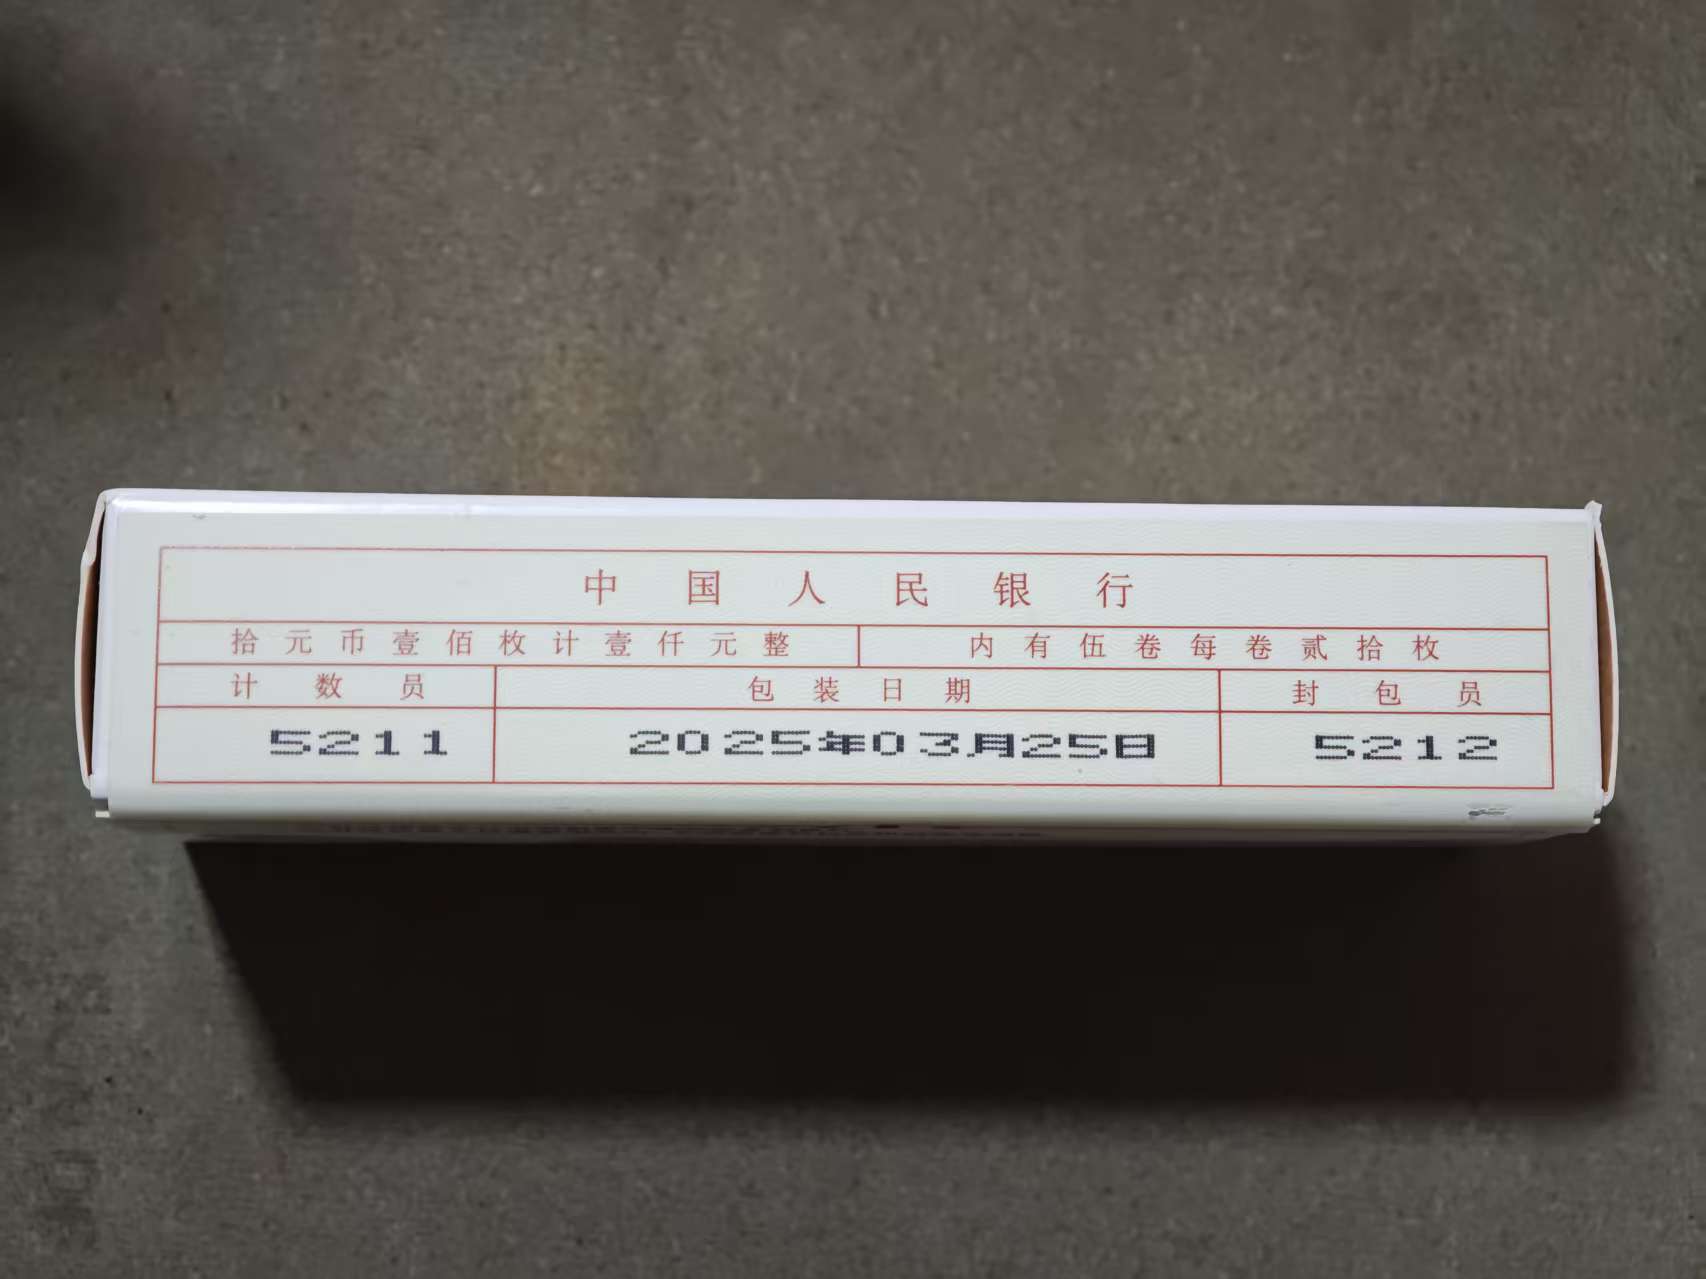 中国人民银行
拾元币壹佰枚计壹仟元整 内有伍卷每卷贰拾枚
计数员 包装日期 封包员
5211 2025年03月25日 5212